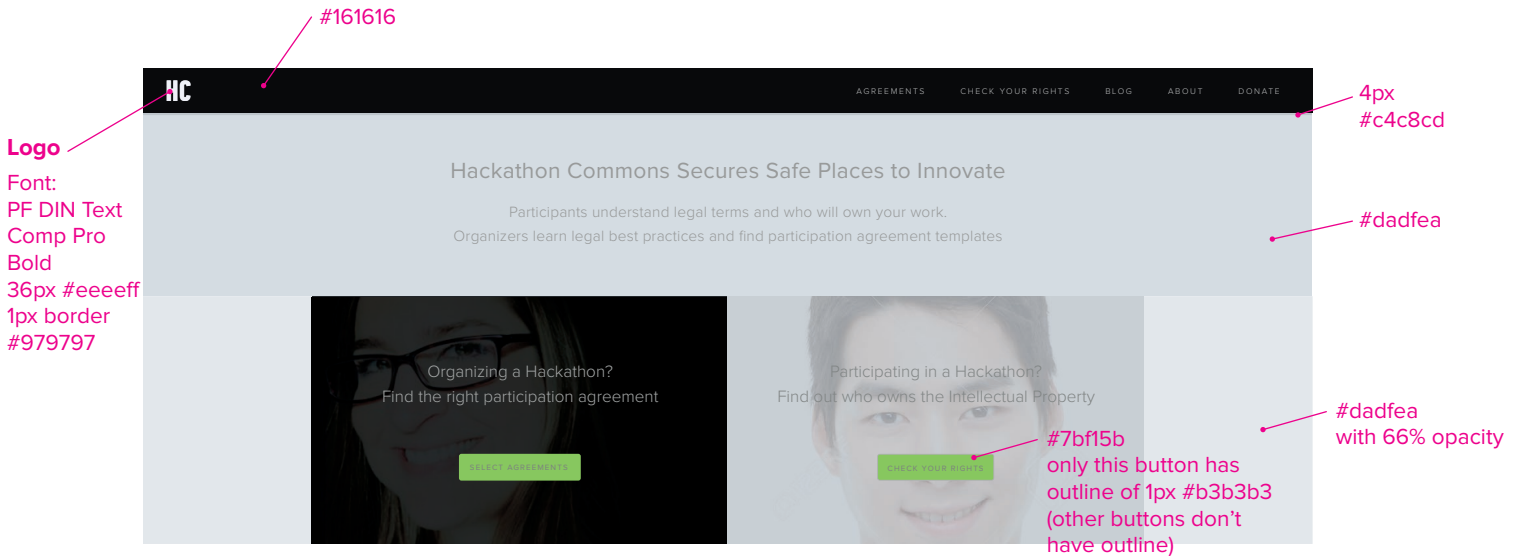 #161616
HC
AGREEMENTS
CHECK YOUR RIGHTS
BLOG
ABOUT
DONATE
4px
#c4c8cd
Logo
Font:
PF DIN Text
Comp Pro
Bold
36px #eeeeff
1px border
#979797
Hackathon Commons Secures Safe Places to Innovate
Participants understand legal terms and who will own your work.
Organizers learn legal best practices and find participation agreement templates
#dadfea
Organizing a Hackathon?
Find the right participation agreement
SELECT AGREEMENTS
Participating in a Hackathon?
Find out who owns the Intellectual Property
CHECK YOUR RIGHTS
#7bf15b
only this button has
outline of 1px #b3b3b3
(other buttons don't
have outline)
#dadfea
with 66% opacity